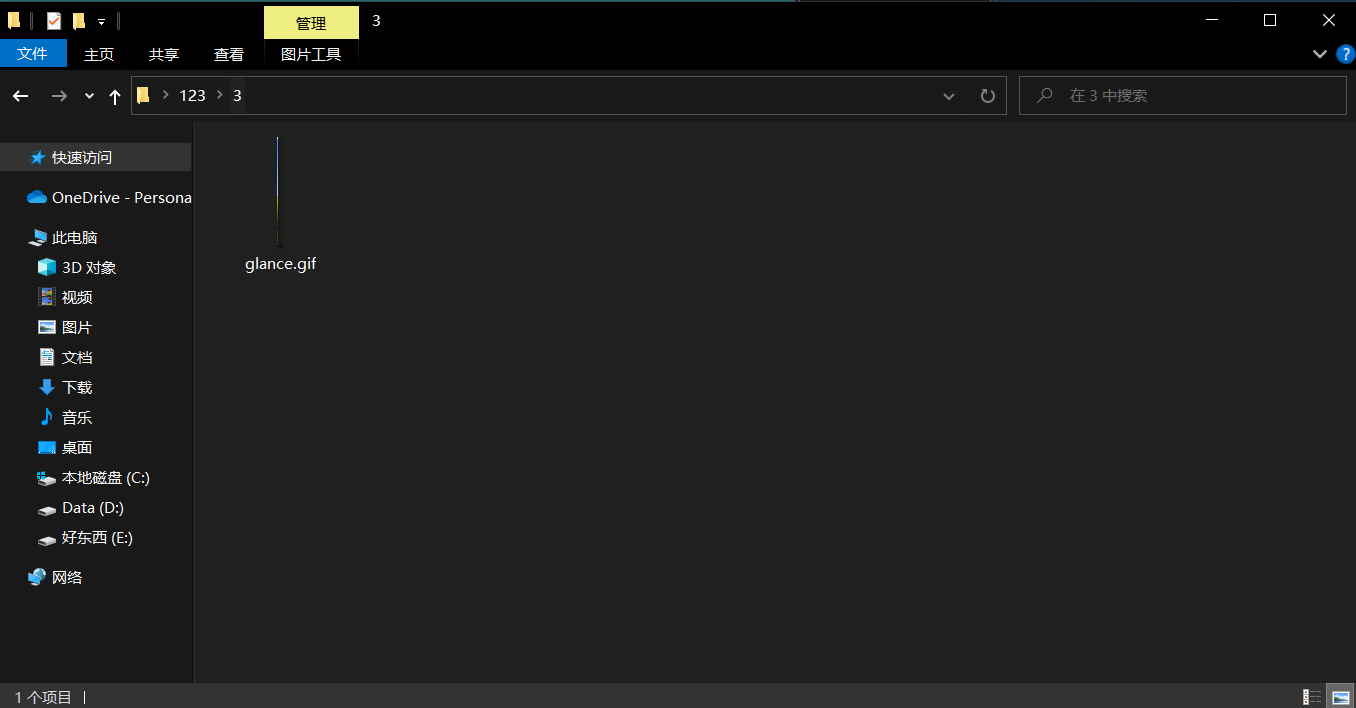 管理
3
文件
主页
共享
查看
图片工具
?
123
3
在 3 中搜索
快速访问
OneDrive - Persona
此电脑
3D 对象
视频
图片
文档
下载
音乐
桌面
本地磁盘 (C:)
Data (D:)
好东西 (E:)
网络
glance.gif
1 个项目